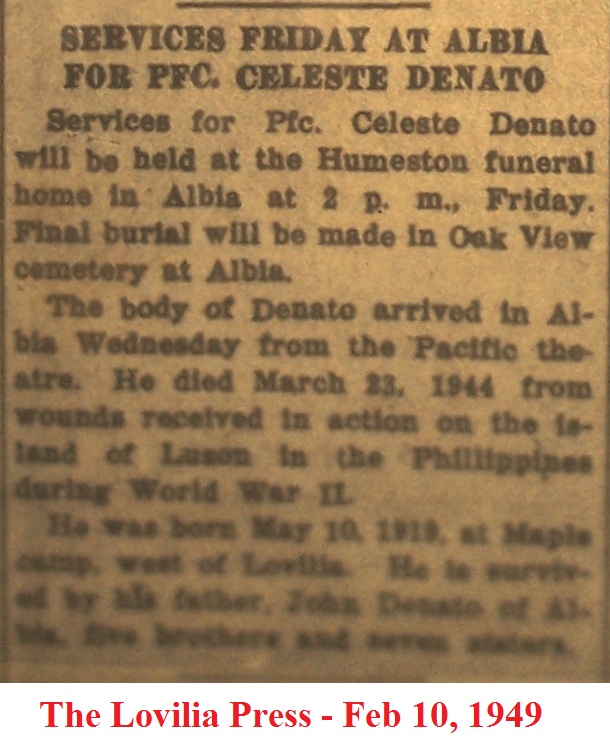 SERVICES FRIDAY AT ALBIA
FOR PFC. CELESTE DENATO
Services for Pfc. Celeste Denato
will be held at the Humeston funeral
home in Albia at 2 p. m., Friday.
Final burial will be made in Oak View
cemetery at Albia.
The body of Denato arrived in Al-
bia Wednesday from the Pacific the-
atre. He died March 23, 1944 from
wounds received in action on the is-
land of Luzon in the Phillippines
during World War II.
He was born May 10, 1919, at Maple
camp, west of Lovilia. He is surviv-
ed by his father, John Denato of Al-
bia, five brothers and seven sisters.
The Lovilia Press - Feb 10, 1949